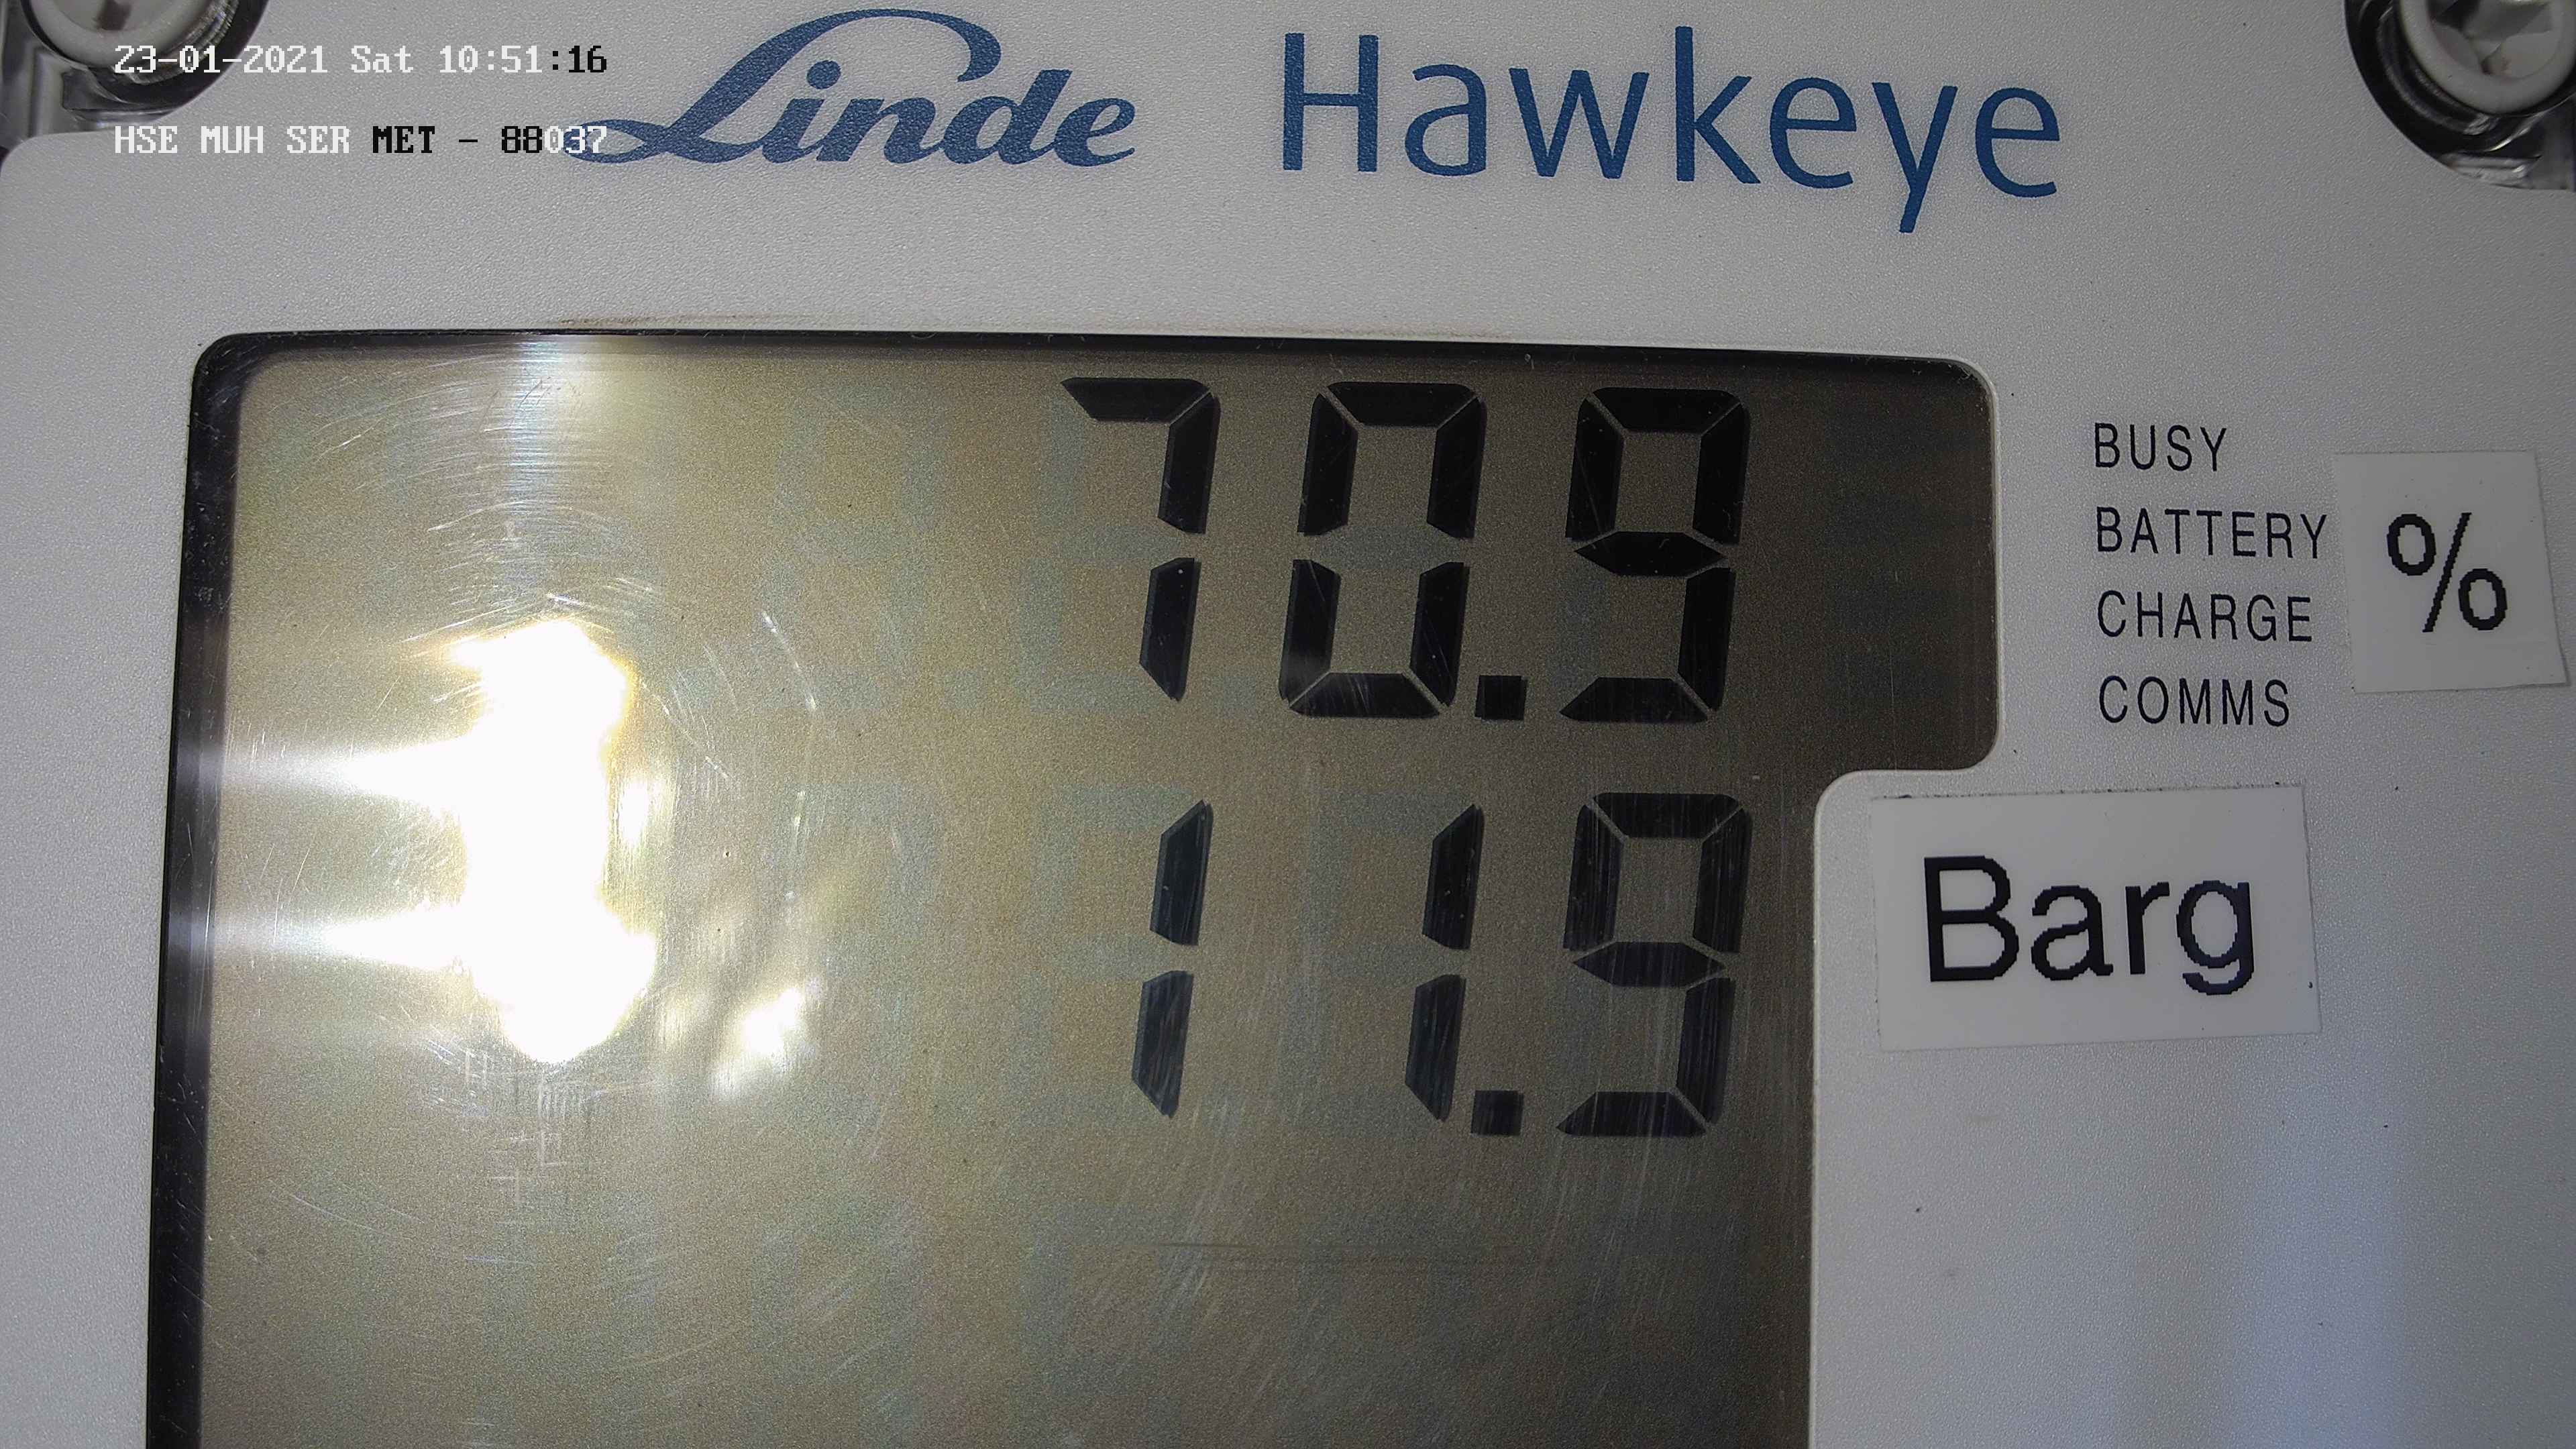 23-01-2021 Sat 10:51:16
HSE MUH SER MET - 88037
Linde Hawkeye
70.9
BUSY
BATTERY
CHARGE
COMMS
%
11.9
Barg